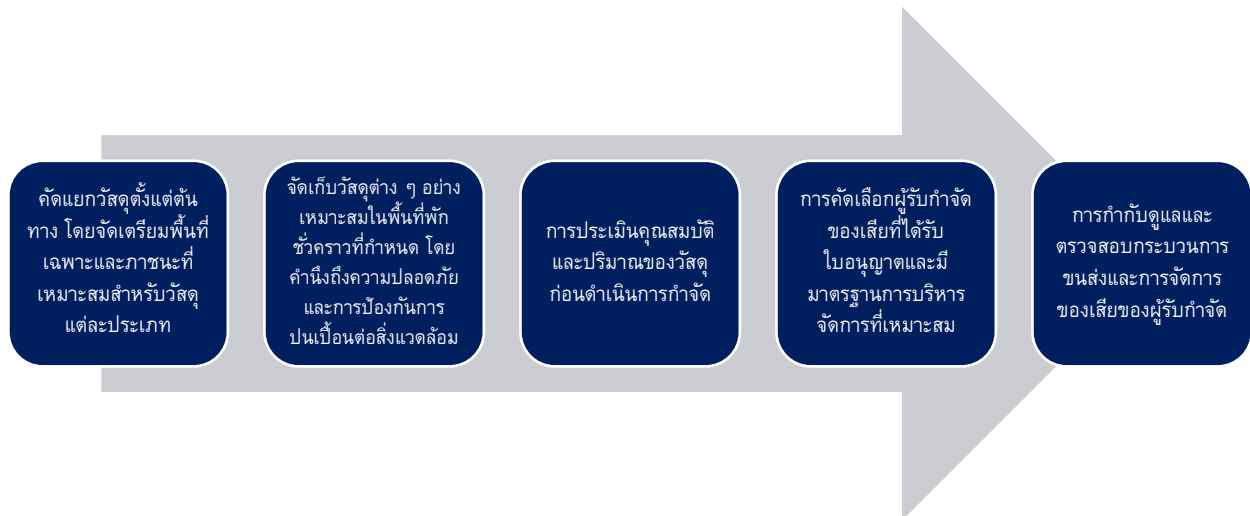 คัดแยกวัสดุตั้งแต่ต้น
ทาง โดยจัดเตรียมพื้นที่
เฉพาะและภาชนะที่
เหมาะสมสำหรับวัสดุ
แต่ละประเภท
จัดเก็บวัสดุต่าง ๆ อย่าง
เหมาะสมในพื้นที่พัก
ชั่วคราวที่กำหนด โดย
คำนึงถึงความปลอดภัย
และการป้องกันการ
ปนเปื้อนต่อสิ่งแวดล้อม
การประเมินคุณสมบัติ
และปริมาณของวัสดุ
ก่อนดำเนินการกำจัด
การคัดเลือกผู้รับกำจัด
ของเสียที่ได้รับ
ใบอนุญาตและมี
มาตรฐานการบริหาร
จัดการที่เหมาะสม
การกำกับดูแลและ
ตรวจสอบกระบวนการ
ขนส่งและการจัดการ
ของเสียของผู้รับกำจัด